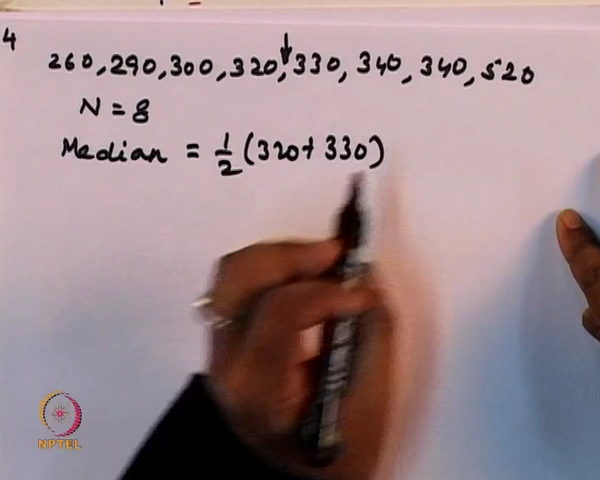 4
260, 290, 300, 320, 330, 340, 340, 520
N = 8
Median = 1/2 (320+ 330)
NPTEL